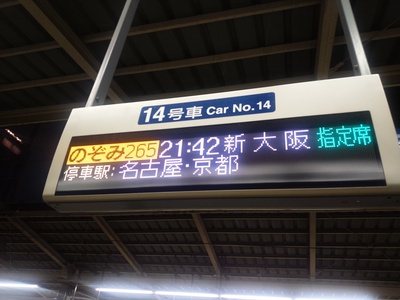 14号車 Car No.14
のぞみ265 21:42 新大阪 指定席
停車駅:名古屋・京都